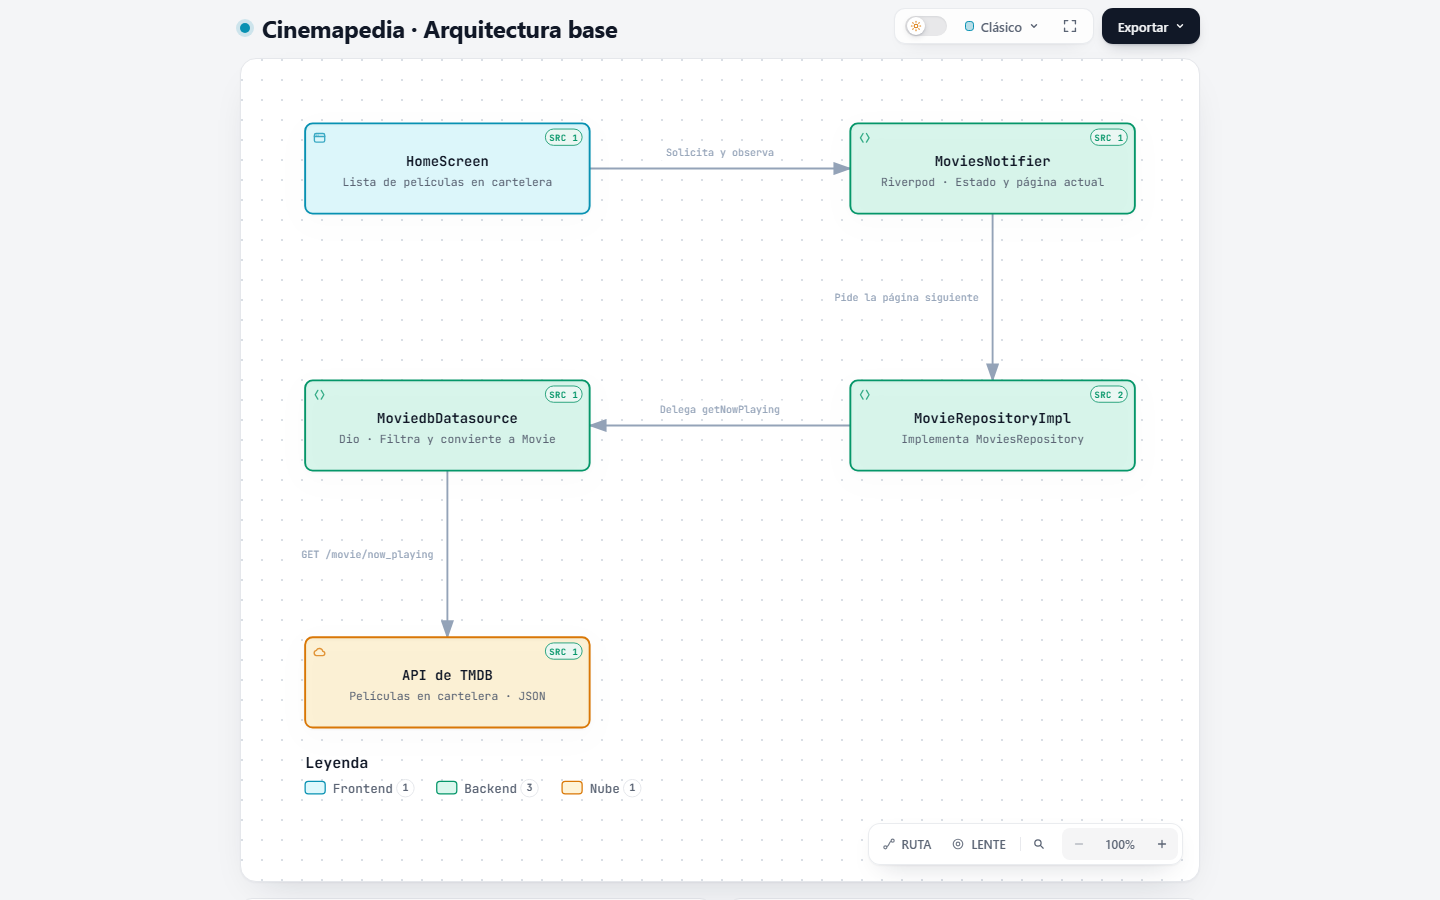 Cinemapedia · Arquitectura base
Clásico
Exportar
SRC 1
HomeScreen
Lista de películas en cartelera
Solicita y observa
SRC 1
MoviesNotifier
Riverpod · Estado y página actual
Pide la página siguiente
SRC 1
MoviedbDatasource
Dio · Filtra y convierte a Movie
Delega getNowPlaying
SRC 2
MovieRepositoryImpl
Implementa MoviesRepository
GET /movie/now_playing
SRC 1
API de TMDB
Películas en cartelera · JSON
Leyenda
Frontend 1
Backend 3
Nube 1
RUTA
LENTE
− 100% +